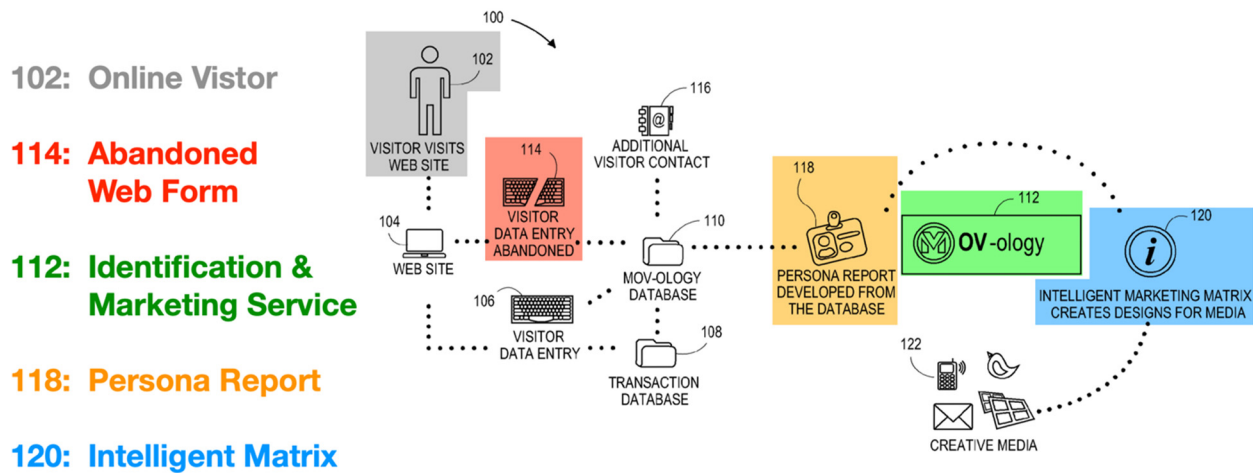 102: Online Vistor
114: Abandoned
Web Form
112: Identification &
Marketing Service
118: Persona Report
120: Intelligent Matrix
100
102
VISITOR VISITS
WEB SITE
104
WEB SITE
114
VISITOR
DATA ENTRY
ABANDONED
106
VISITOR
DATA ENTRY
116
@
ADDITIONAL
VISITOR CONTACT
110
MOV-OLOGY
DATABASE
108
TRANSACTION
DATABASE
118
PERSONA REPORT
DEVELOPED FROM
THE DATABASE
112
MOV-ology
120
i
INTELLIGENT MARKETING MATRIX
CREATES DESIGNS FOR MEDIA
122
CREATIVE MEDIA